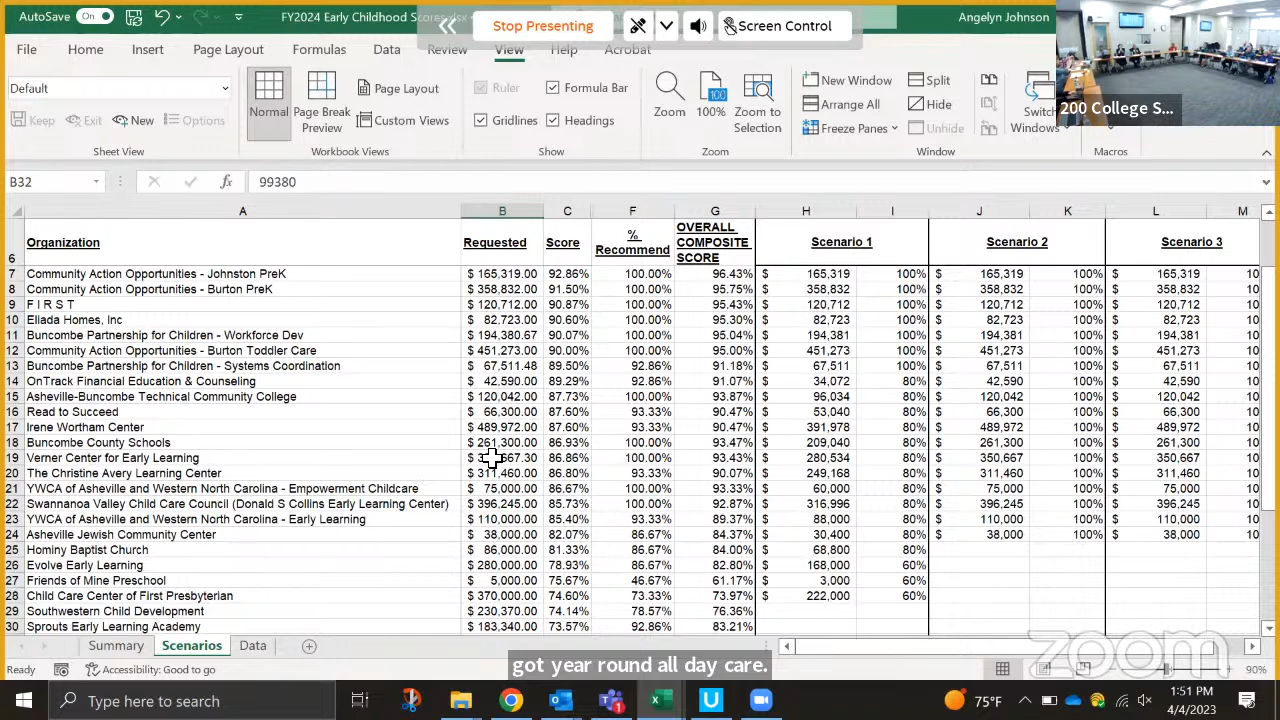 AutoSave On FY2024 Early Childhood Scores.xlsx Angelyn Johnson
Stop Presenting Screen Control
File Home Insert Page Layout Formulas Data Review View Help Acrobat
200 College S...
Default Normal Page Break Preview Page Layout Custom Views Ruler Formula Bar Gridlines Headings Zoom 100% Zoom to Selection New Window Arrange All Freeze Panes Split Hide Unhide Switch Windows
Keep Exit New Options
Sheet View Workbook Views Show Zoom Window Macros
B32 fx 99380
A B C F G H I J K L M
6 Organization Requested Score % Recommend OVERALL COMPOSITE SCORE Scenario 1 Scenario 2 Scenario 3
7 Community Action Opportunities - Johnston PreK $ 165,319.00 92.86% 100.00% 96.43% $ 165,319 100% $ 165,319 100% $ 165,319 10
8 Community Action Opportunities - Burton PreK $ 358,832.00 91.50% 100.00% 95.75% $ 358,832 100% $ 358,832 100% $ 358,832 10
9 F I R S T $ 120,712.00 90.87% 100.00% 95.43% $ 120,712 100% $ 120,712 100% $ 120,712 10
10 Eliada Homes, Inc $ 82,723.00 90.60% 100.00% 95.30% $ 82,723 100% $ 82,723 100% $ 82,723 10
11 Buncombe Partnership for Children - Workforce Dev $ 194,380.67 90.07% 100.00% 95.04% $ 194,381 100% $ 194,381 100% $ 194,381 10
12 Community Action Opportunities - Burton Toddler Care $ 451,273.00 90.00% 100.00% 95.00% $ 451,273 100% $ 451,273 100% $ 451,273 10
13 Buncombe Partnership for Children - Systems Coordination $ 67,511.48 89.50% 92.86% 91.18% $ 67,511 100% $ 67,511 100% $ 67,511 10
14 OnTrack Financial Education & Counseling $ 42,590.00 89.29% 92.86% 91.07% $ 34,072 80% $ 42,590 100% $ 42,590 10
15 Asheville-Buncombe Technical Community College $ 120,042.00 87.73% 100.00% 93.87% $ 96,034 80% $ 120,042 100% $ 120,042 10
16 Read to Succeed $ 66,300.00 87.60% 93.33% 90.47% $ 53,040 80% $ 66,300 100% $ 66,300 10
17 Irene Wortham Center $ 489,972.00 87.60% 93.33% 90.47% $ 391,978 80% $ 489,972 100% $ 489,972 10
18 Buncombe County Schools $ 261,300.00 86.93% 100.00% 93.47% $ 209,040 80% $ 261,300 100% $ 261,300 10
19 Verner Center for Early Learning $ 667.30 86.86% 100.00% 93.43% $ 280,534 80% $ 350,667 100% $ 350,667 10
20 The Christine Avery Learning Center $ 311,460.00 86.80% 93.33% 90.07% $ 249,168 80% $ 311,460 100% $ 311,460 10
21 YWCA of Asheville and Western North Carolina - Empowerment Childcare $ 75,000.00 86.67% 100.00% 93.33% $ 60,000 80% $ 75,000 100% $ 75,000 10
22 Swannanoa Valley Child Care Council (Donald S Collins Early Learning Center) $ 396,245.00 85.73% 100.00% 92.87% $ 316,996 80% $ 396,245 100% $ 396,245 10
23 YWCA of Asheville and Western North Carolina - Early Learning $ 110,000.00 85.40% 93.33% 89.37% $ 88,000 80% $ 110,000 100% $ 110,000 10
24 Asheville Jewish Community Center $ 38,000.00 82.07% 86.67% 84.37% $ 30,400 80% $ 38,000 100% $ 38,000 10
25 Hominy Baptist Church $ 86,000.00 81.33% 86.67% 84.00% $ 68,800 80%
26 Evolve Early Learning $ 280,000.00 78.93% 86.67% 82.80% $ 168,000 60%
27 Friends of Mine Preschool $ 5,000.00 75.67% 46.67% 61.17% $ 3,000 60%
28 Child Care Center of First Presbyterian $ 370,000.00 74.60% 73.33% 73.97% $ 222,000 60%
29 Southwestern Child Development $ 230,370.00 74.14% 78.57% 76.36%
30 Sprouts Early Learning Academy $ 183,340.00 73.57% 92.86% 83.21%
Summary Scenarios Data
zoom
Ready Accessibility: Good to go got year round all day care. 90%
Type here to search 75°F 1:51 PM
4/4/2023